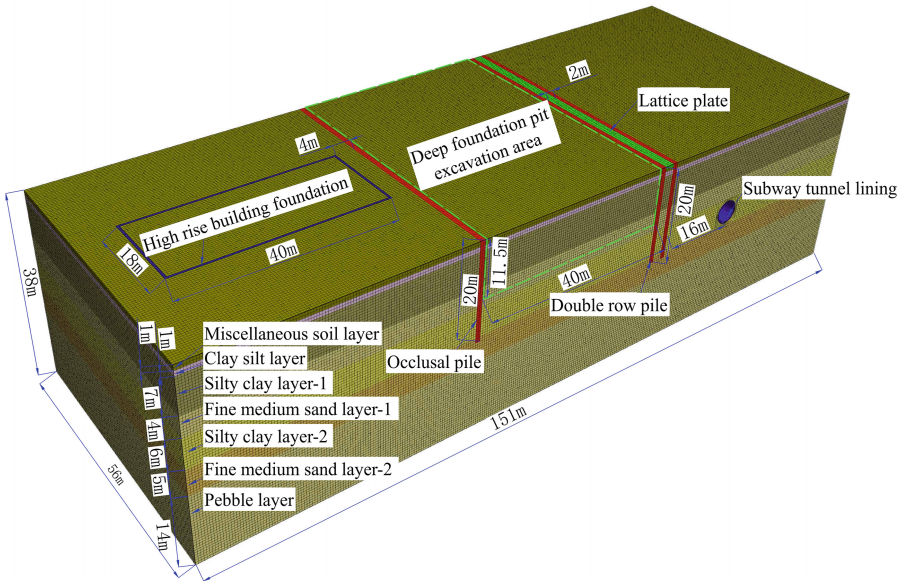 2m
Lattice plate
4m
Deep foundation pit
excavation area
High rise building foundation
Subway tunnel lining
20m
16m
18m
40m
38m
11.5m
20m
40m
Double row pile
Occlusal pile
1m
1m
Miscellaneous soil layer
Clay silt layer
Silty clay layer-1
7m
Fine medium sand layer-1
4m
Silty clay layer-2
6m
Fine medium sand layer-2
5m
Pebble layer
151m
56m
14m